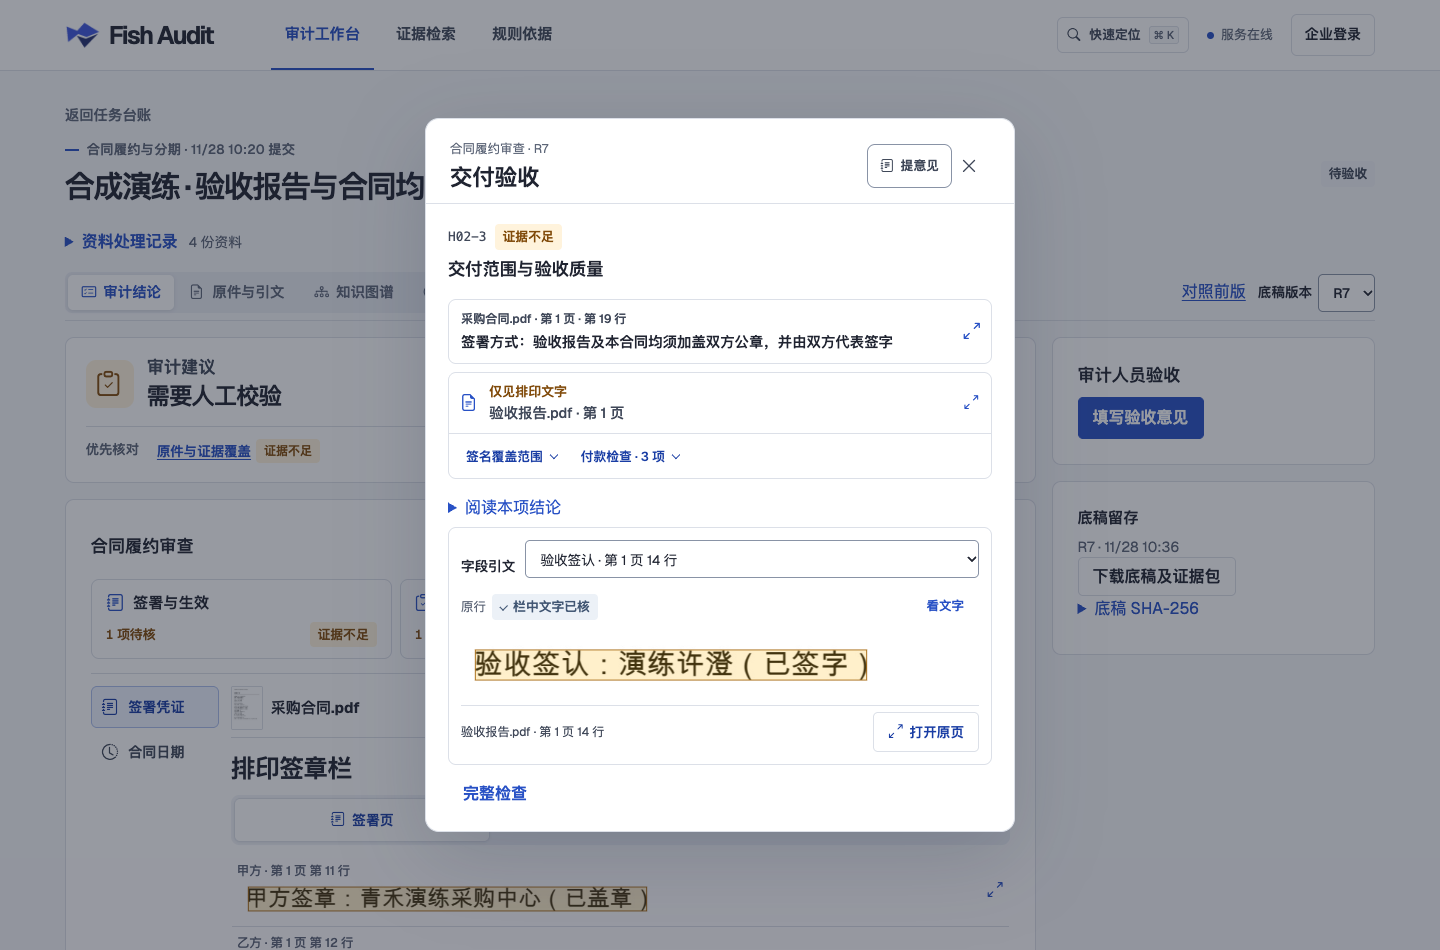 Fish Audit
审计工作台
证据检索
规则依据
快速定位 ⌘ K
服务在线
企业登录
返回任务台账
合同履约与分期 · 11/28 10:20 提交
合成演练 · 验收报告与合同均
待验收
资料处理记录 4 份资料
审计结论
原件与引文
知识图谱
对照前版
底稿版本
R7
审计建议
需要人工校验
优先核对 原件与证据覆盖 证据不足
合同履约审查
签署与生效
1 项待核 证据不足
1
签署凭证
合同日期
采购合同.pdf
排印签章栏
签署页
甲方 · 第 1 页 第 11 行
甲方签章：青禾演练采购中心（已盖章）
乙方 · 第 1 页 第 12 行
审计人员验收
填写验收意见
底稿留存
R7 · 11/28 10:36
下载底稿及证据包
底稿 SHA-256
合同履约审查 · R7
交付验收
提意见
H02-3 证据不足
交付范围与验收质量
采购合同.pdf · 第 1 页 · 第 19 行
签署方式：验收报告及本合同均须加盖双方公章，并由双方代表签字
仅见排印文字
验收报告.pdf · 第 1 页
签名覆盖范围
付款检查 · 3 项
阅读本项结论
字段引文
验收签认 · 第 1 页 14 行
原行 栏中文字已核
看文字
验收签认：演练许澄（已签字）
验收报告.pdf · 第 1 页 14 行
打开原页
完整检查